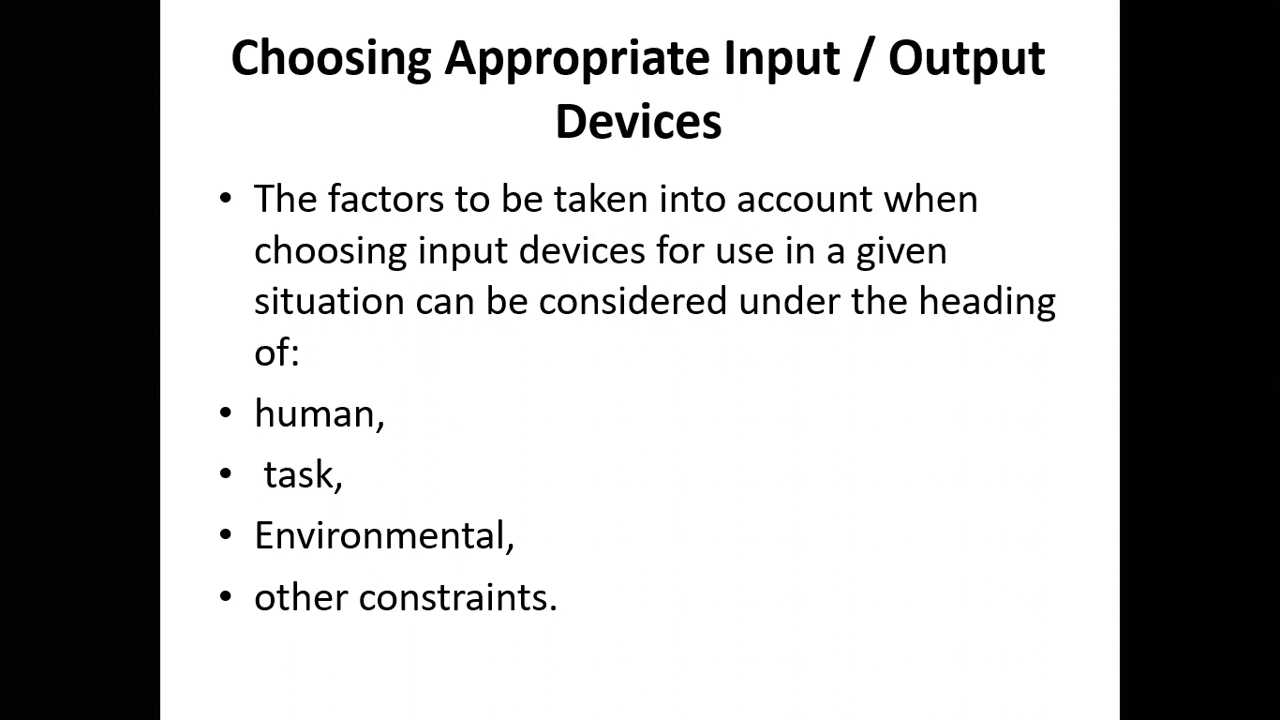 Choosing Appropriate Input / Output
Devices
• The factors to be taken into account when
choosing input devices for use in a given
situation can be considered under the heading
of:
• human,
• task,
• Environmental,
• other constraints.